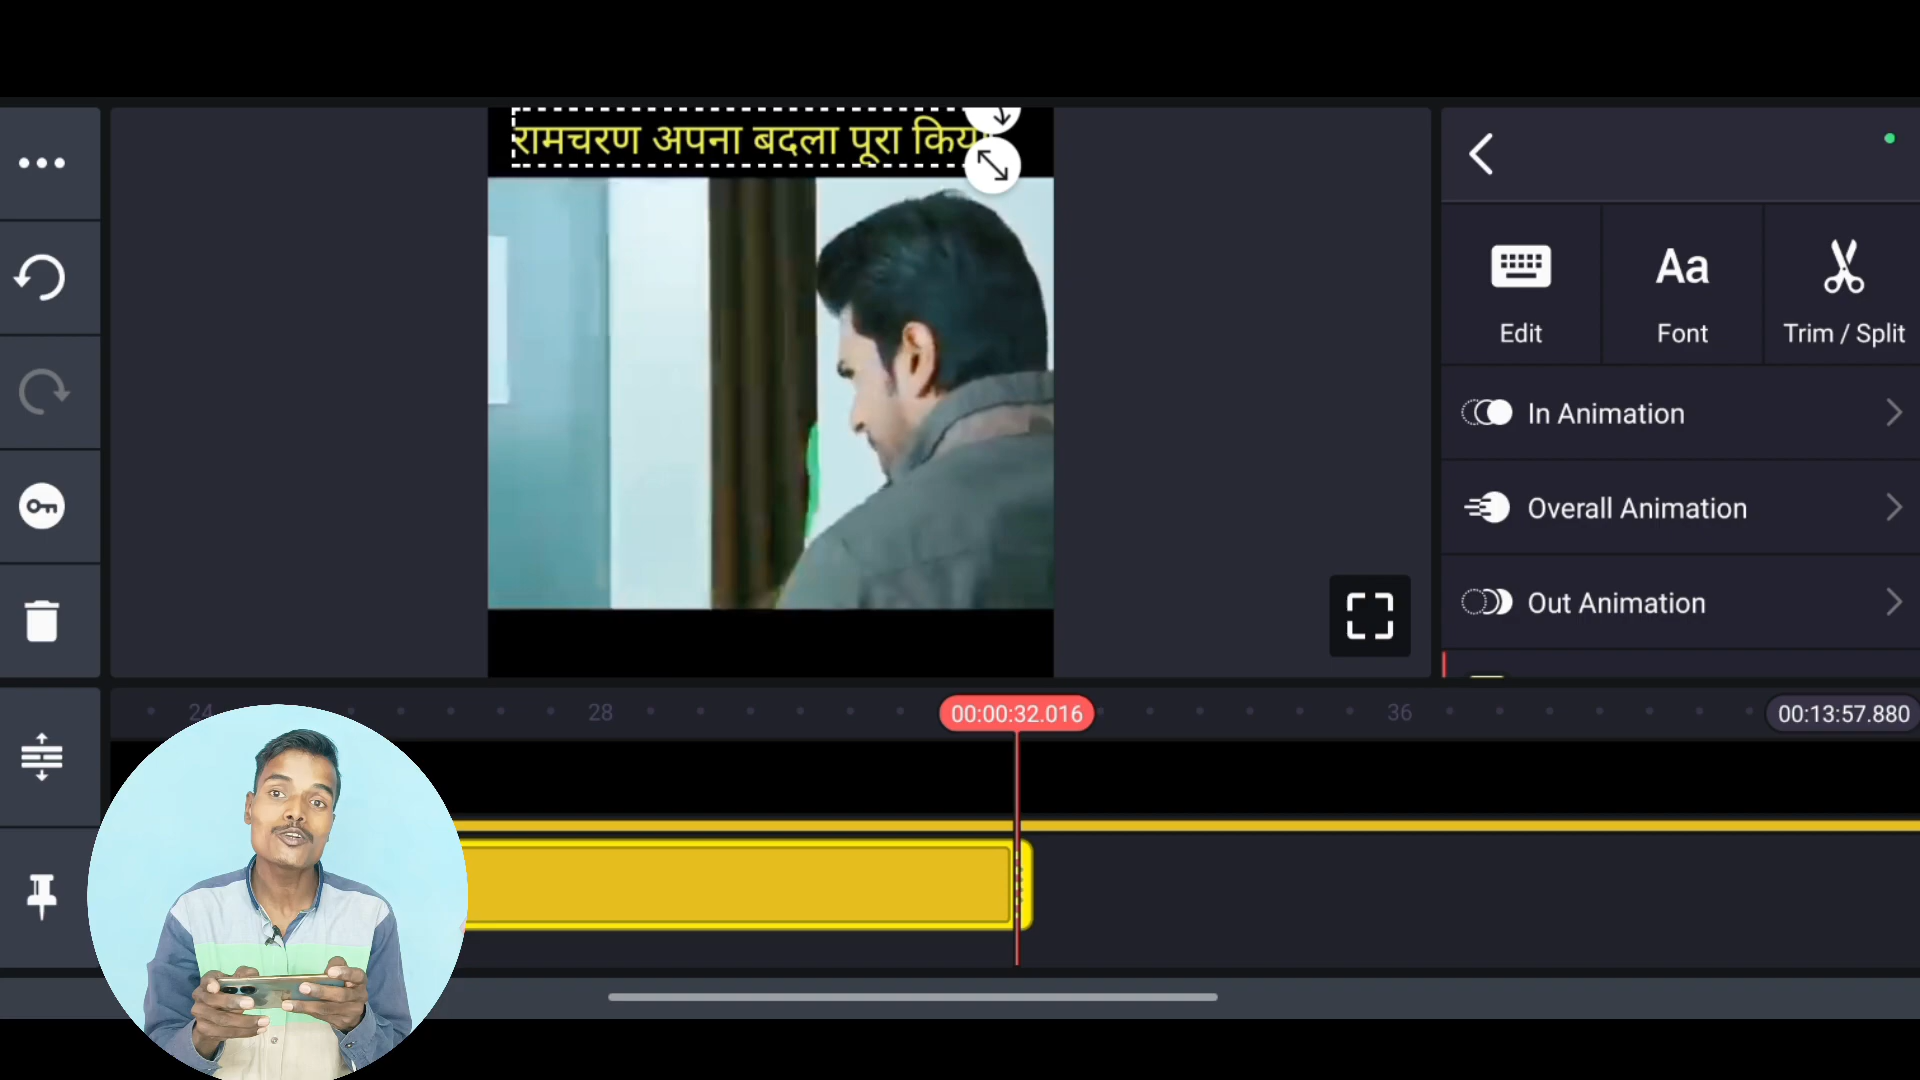 रामचरण अपना बदला पूरा किया
Edit
Font
Trim / Split
In Animation
Overall Animation
Out Animation
24
28
00:00:32.016
36
00:13:57.880